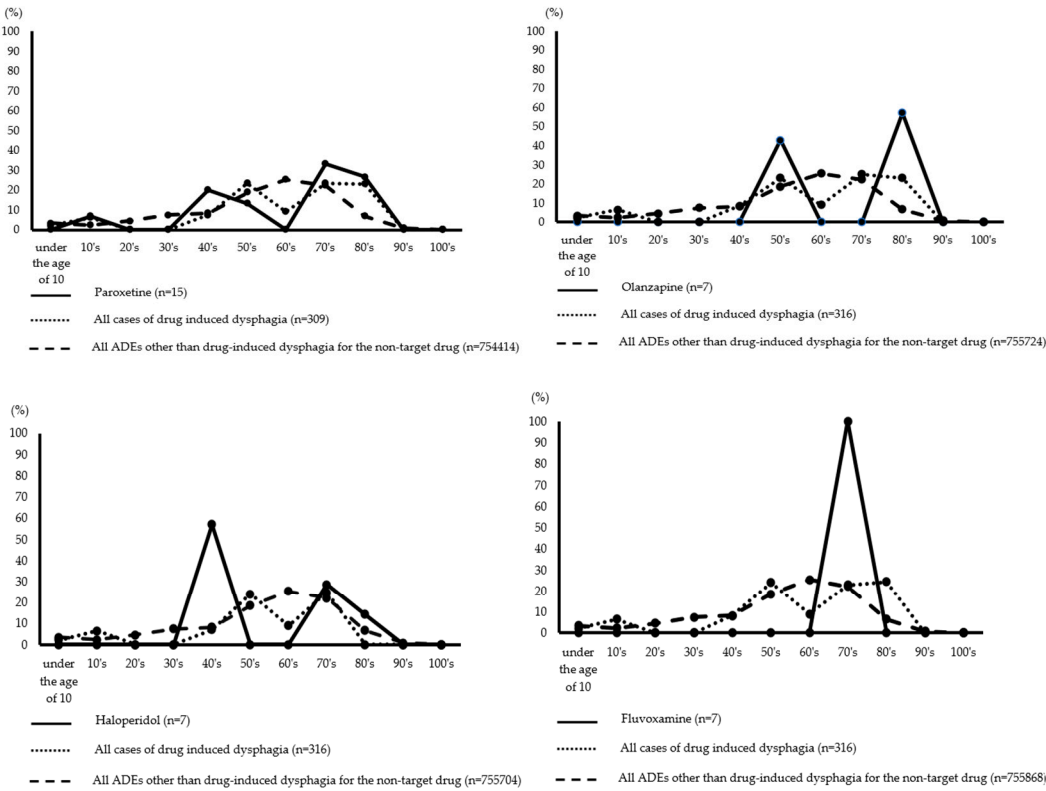 (%)
100
90
80
70
60
50
40
30
20
10
0
under the age of 10
10's
20's
30's
40's
50's
60's
70's
80's
90's
100's
Paroxetine (n=15)
All cases of drug induced dysphagia (n=309)
All ADEs other than drug-induced dysphagia for the non-target drug (n=754414)
(%)
100
90
80
70
60
50
40
30
20
10
0
under the age of 10
10's
20's
30's
40's
50's
60's
70's
80's
90's
100's
Olanzapine (n=7)
All cases of drug induced dysphagia (n=316)
All ADEs other than drug-induced dysphagia for the non-target drug (n=755724)
(%)
100
90
80
70
60
50
40
30
20
10
0
under the age of 10
10's
20's
30's
40's
50's
60's
70's
80's
90's
100's
Haloperidol (n=7)
All cases of drug induced dysphagia (n=316)
All ADEs other than drug-induced dysphagia for the non-target drug (n=755704)
(%)
100
90
80
70
60
50
40
30
20
10
0
under the age of 10
10's
20's
30's
40's
50's
60's
70's
80's
90's
100's
Fluvoxamine (n=7)
All cases of drug induced dysphagia (n=316)
All ADEs other than drug-induced dysphagia for the non-target drug (n=755868)